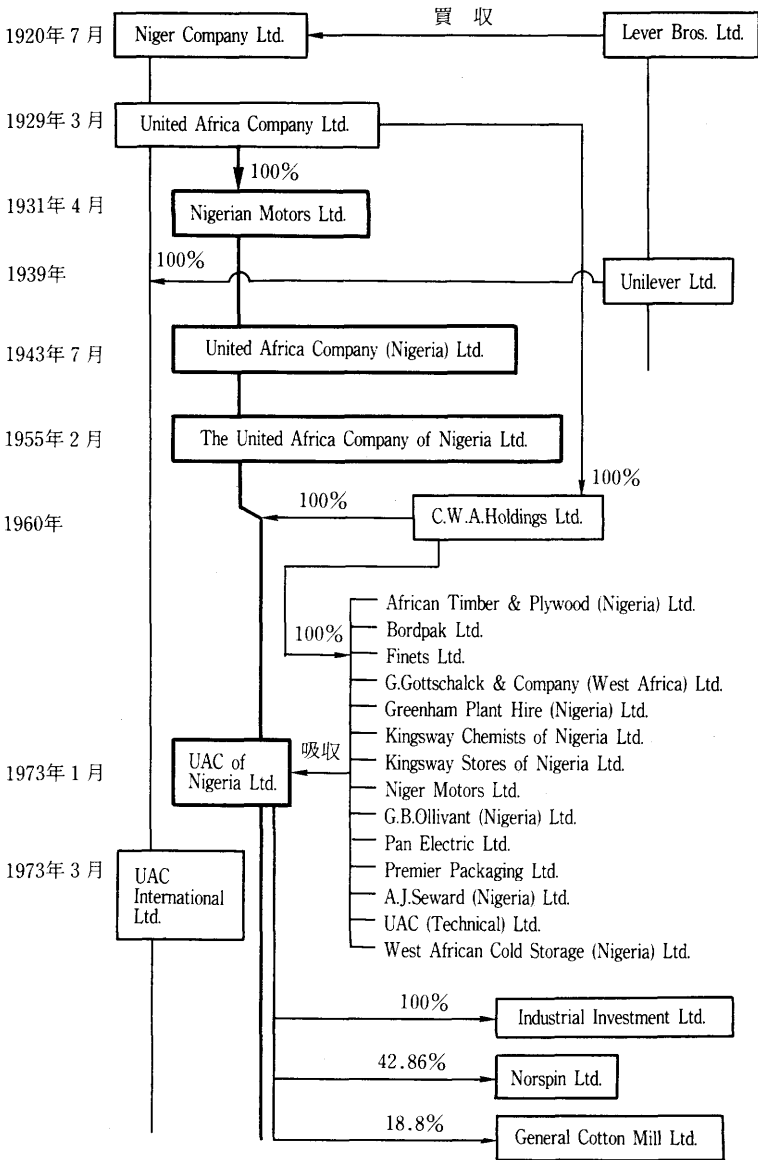 買 収
1920年 7 月
Niger Company Ltd.
Lever Bros. Ltd.
1929年 3 月
United Africa Company Ltd.
100%
1931年 4 月
Nigerian Motors Ltd.
100%
1939年
Unilever Ltd.
1943年 7 月
United Africa Company (Nigeria) Ltd.
1955年 2 月
The United Africa Company of Nigeria Ltd.
100%
100%
1960年
C.W.A.Holdings Ltd.
100%
African Timber & Plywood (Nigeria) Ltd.
Bordpak Ltd.
Finets Ltd.
G.Gottschalck & Company (West Africa) Ltd.
Greenham Plant Hire (Nigeria) Ltd.
Kingsway Chemists of Nigeria Ltd.
Kingsway Stores of Nigeria Ltd.
Niger Motors Ltd.
G.B.Ollivant (Nigeria) Ltd.
Pan Electric Ltd.
Premier Packaging Ltd.
A.J.Seward (Nigeria) Ltd.
UAC (Technical) Ltd.
West African Cold Storage (Nigeria) Ltd.
1973年 1 月
UAC of
Nigeria Ltd.
吸収
1973年 3 月
UAC
International
Ltd.
100%
Industrial Investment Ltd.
42.86%
Norspin Ltd.
18.8%
General Cotton Mill Ltd.